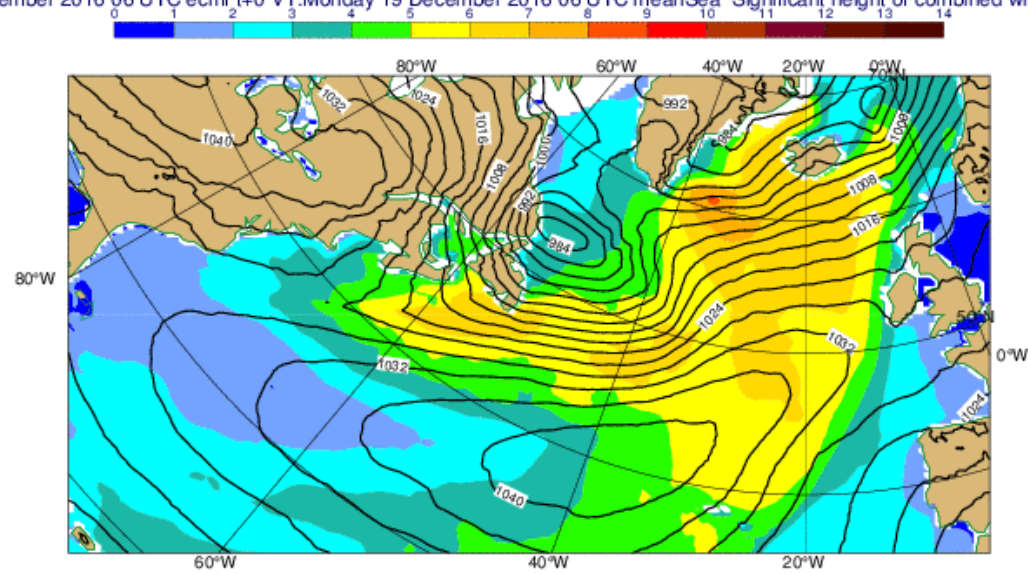 ember 2016 06 UTC ecmf t+0 VT:Monday 19 December 2016 06 UTC meanSea Significant height of combined wi
0 1 2 3 4 5 6 7 8 9 10 11 12 13 14
80°W 60°W 40°W 20°W 0°W
70°N
1032 1024 992
1040 1016 984 1008
1008 1008
992
984 1016
80°W
1024 50°N
1032 0°W
1032
1024
1040
60°W 40°W 20°W